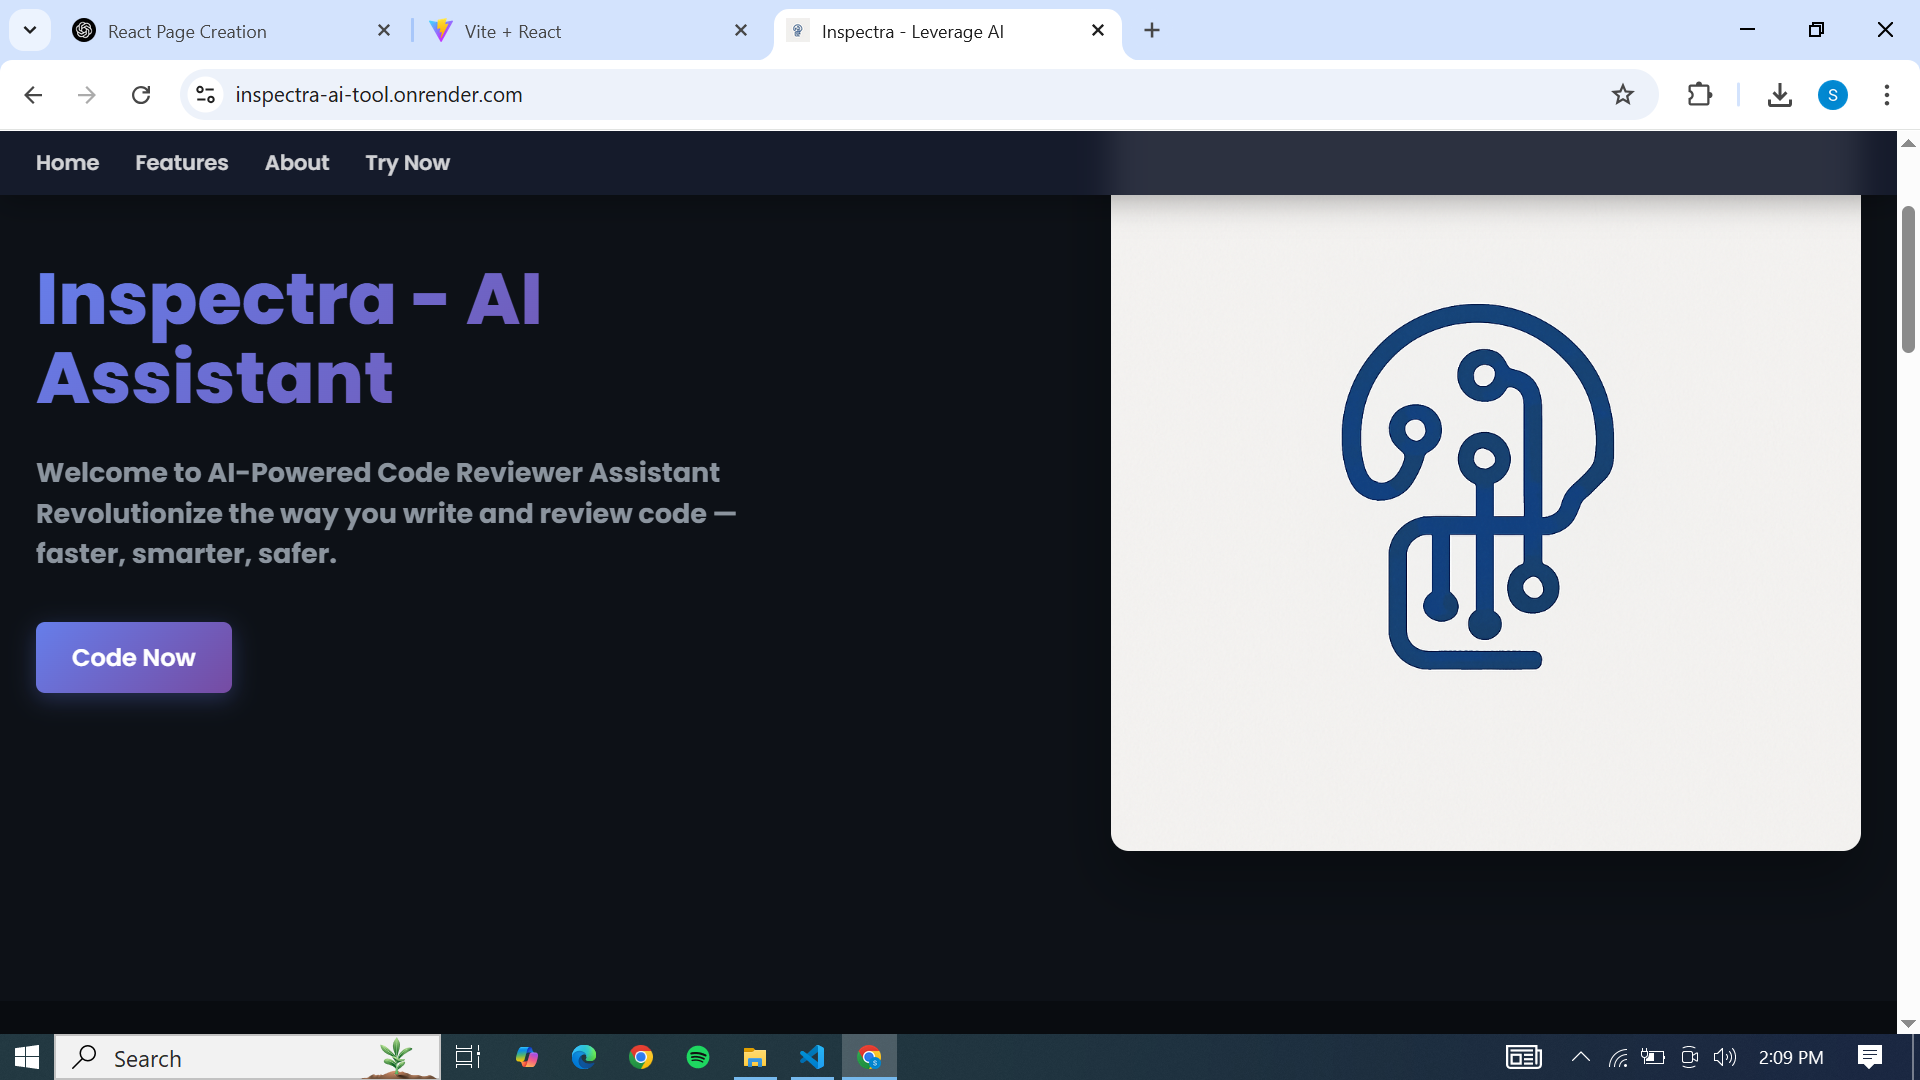 React Page Creation
Vite + React
Inspectra - Leverage AI
inspectra-ai-tool.onrender.com
S
Home
Features
About
Try Now
Inspectra - AI
Assistant
Welcome to AI-Powered Code Reviewer Assistant
Revolutionize the way you write and review code —
faster, smarter, safer.
Code Now
Search
2:09 PM